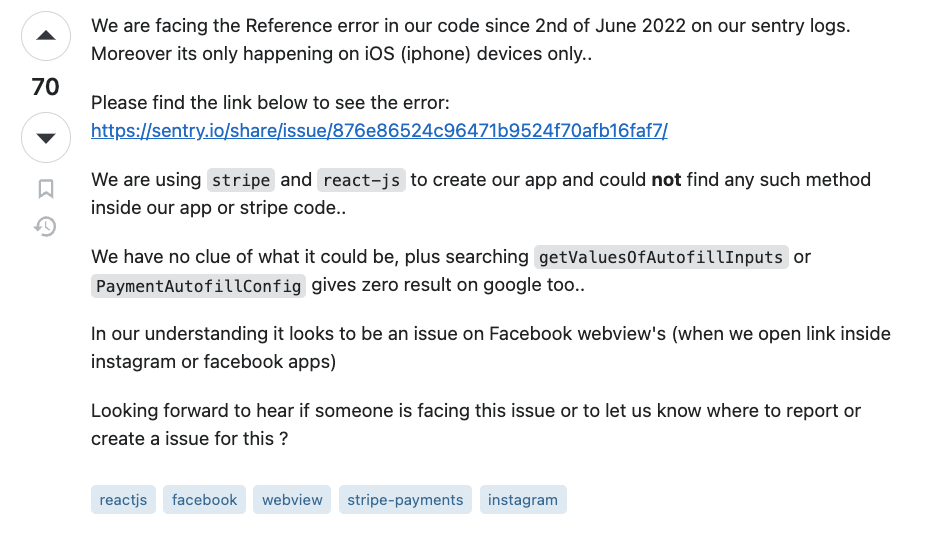 We are facing the Reference error in our code since 2nd of June 2022 on our sentry logs.
Moreover its only happening on iOS (iphone) devices only..
70
Please find the link below to see the error:
https://sentry.io/share/issue/876e86524c96471b9524f70afb16faf7/
We are using stripe and react-js to create our app and could not find any such method
inside our app or stripe code..
We have no clue of what it could be, plus searching getValuesOfAutofillInputs or
PaymentAutofillConfig gives zero result on google too..
In our understanding it looks to be an issue on Facebook webview's (when we open link inside
instagram or facebook apps)
Looking forward to hear if someone is facing this issue or to let us know where to report or
create a issue for this ?
reactjs facebook webview stripe-payments instagram